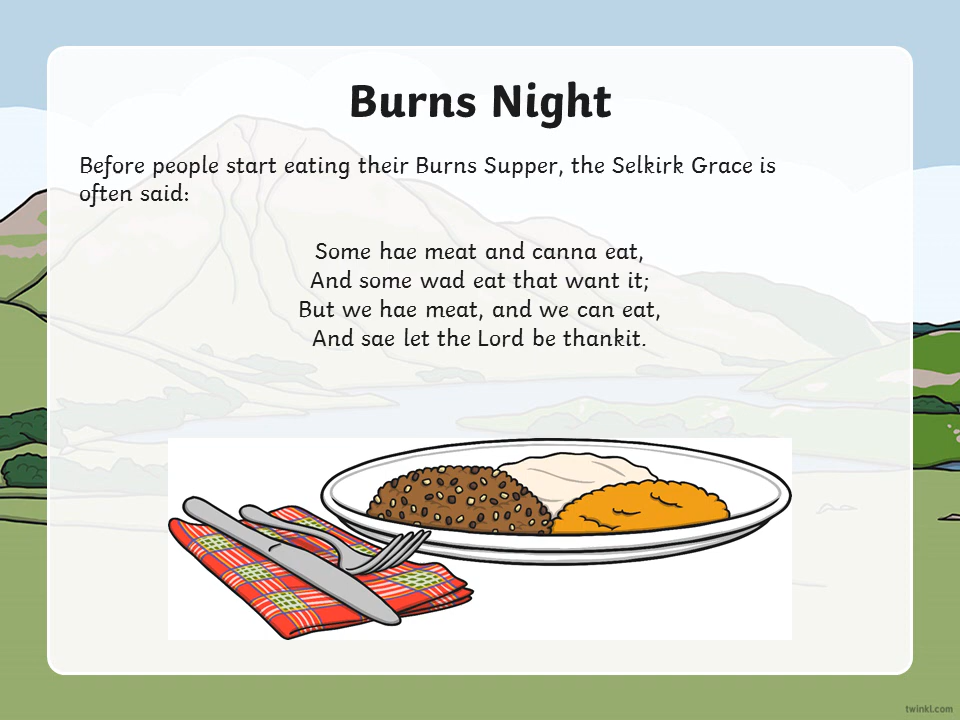 Burns Night
Before people start eating their Burns Supper, the Selkirk Grace is
often said:
Some hae meat and canna eat,
And some wad eat that want it;
But we hae meat, and we can eat,
And sae let the Lord be thankit.
twinkl.com